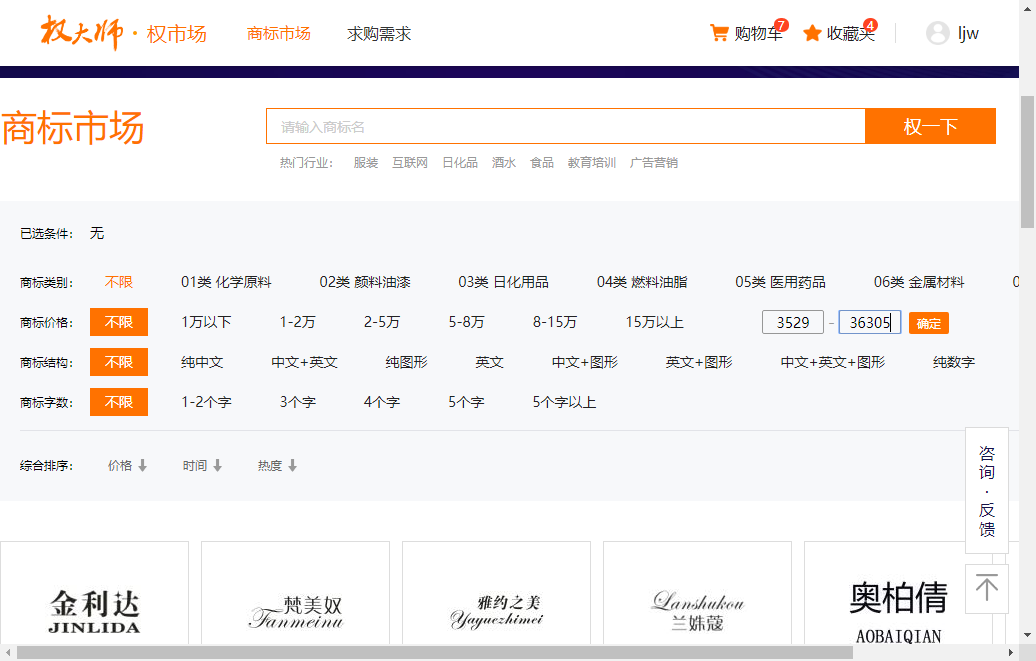 权大师·权市场 商标市场 求购需求 购物车 7 收藏夹 4 ljw
商标市场 请输入商标名 权一下
热门行业： 服装 互联网 日化品 酒水 食品 教育培训 广告营销
已选条件： 无
商标类别： 不限 01类 化学原料 02类 颜料油漆 03类 日化用品 04类 燃料油脂 05类 医用药品 06类 金属材料 0
商标价格： 不限 1万以下 1-2万 2-5万 5-8万 8-15万 15万以上 3529 - 36305 确定
商标结构： 不限 纯中文 中文+英文 纯图形 英文 中文+图形 英文+图形 中文+英文+图形 纯数字
商标字数： 不限 1-2个字 3个字 4个字 5个字 5个字以上
综合排序： 价格 时间 热度
咨询·反馈
金利达 JINLIDA
梵美奴 Fanmeinu
雅约之美 Yayuezhimei
Lanshukou 兰姝蔻
奥柏倩 AOBAIQIAN